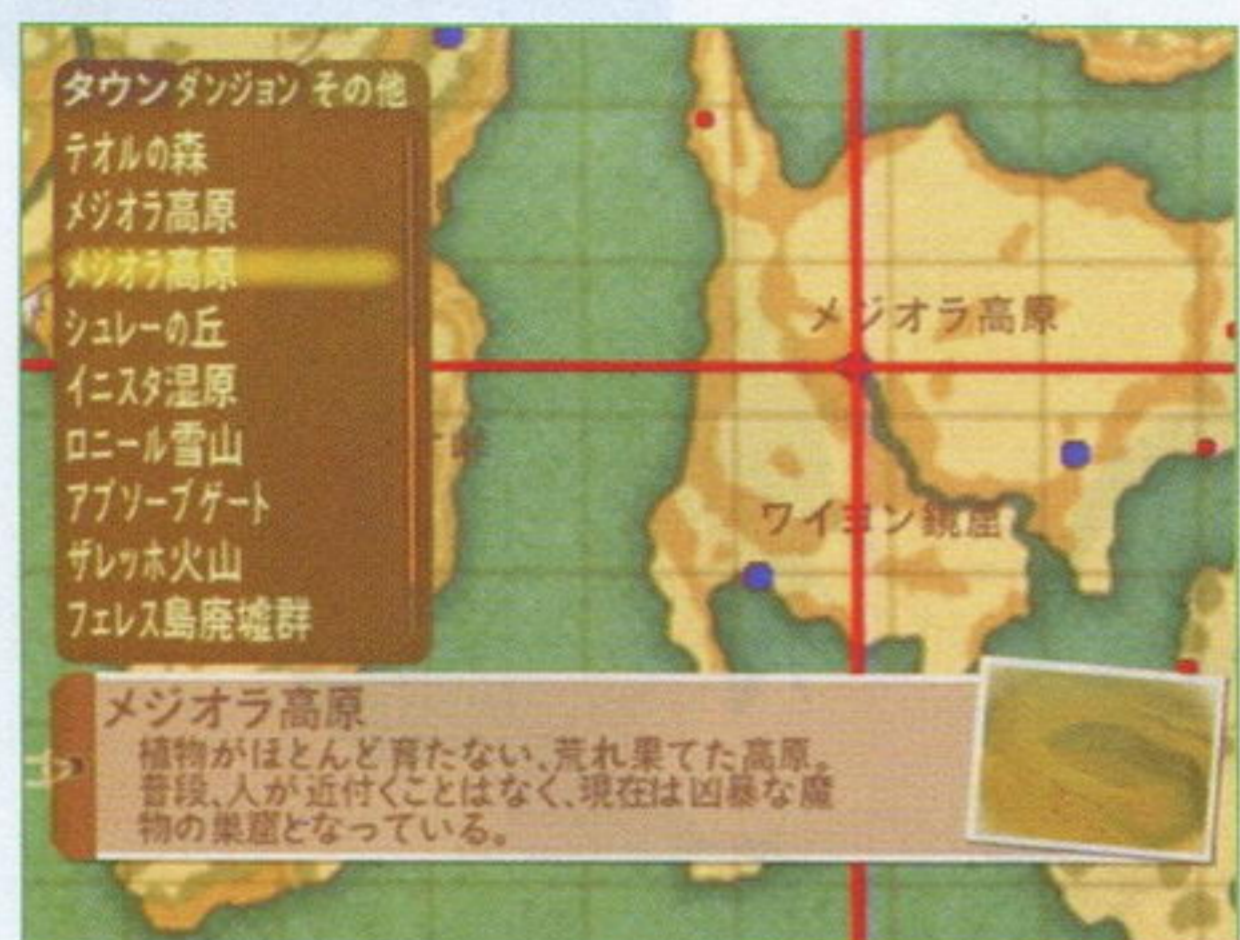 タウン ダンジョン その他
テオルの森
メジオラ高原
メジオラ高原
シュレーの丘
イニスタ湿原
ロニール雪山
アブソーブゲート
ザレッホ火山
フェレス島廃墟群
メジオラ高原
ワイヨン鏡窟
メジオラ高原
植物がほとんど育たない、荒れ果てた高原。
普段、人が近付くことはなく、現在は凶暴な魔
物の巣窟となっている。